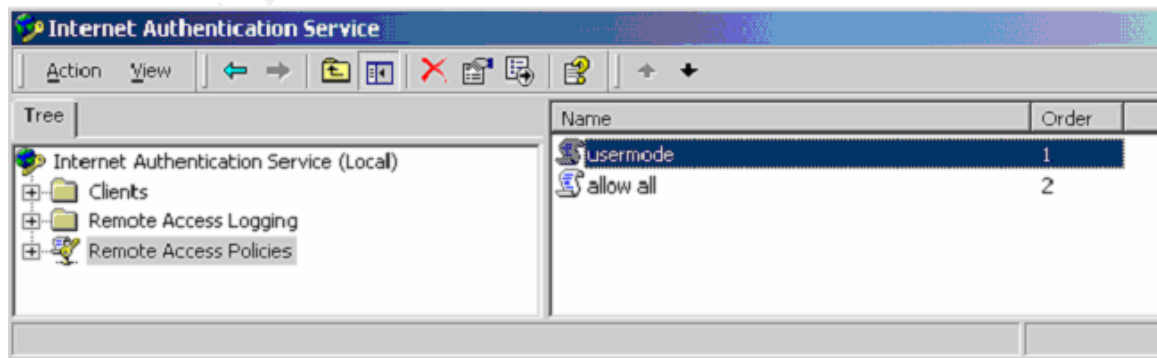 Internet Authentication Service
Action View
Tree
Name Order
Internet Authentication Service (Local)
Clients
Remote Access Logging
Remote Access Policies
usermode 1
allow all 2